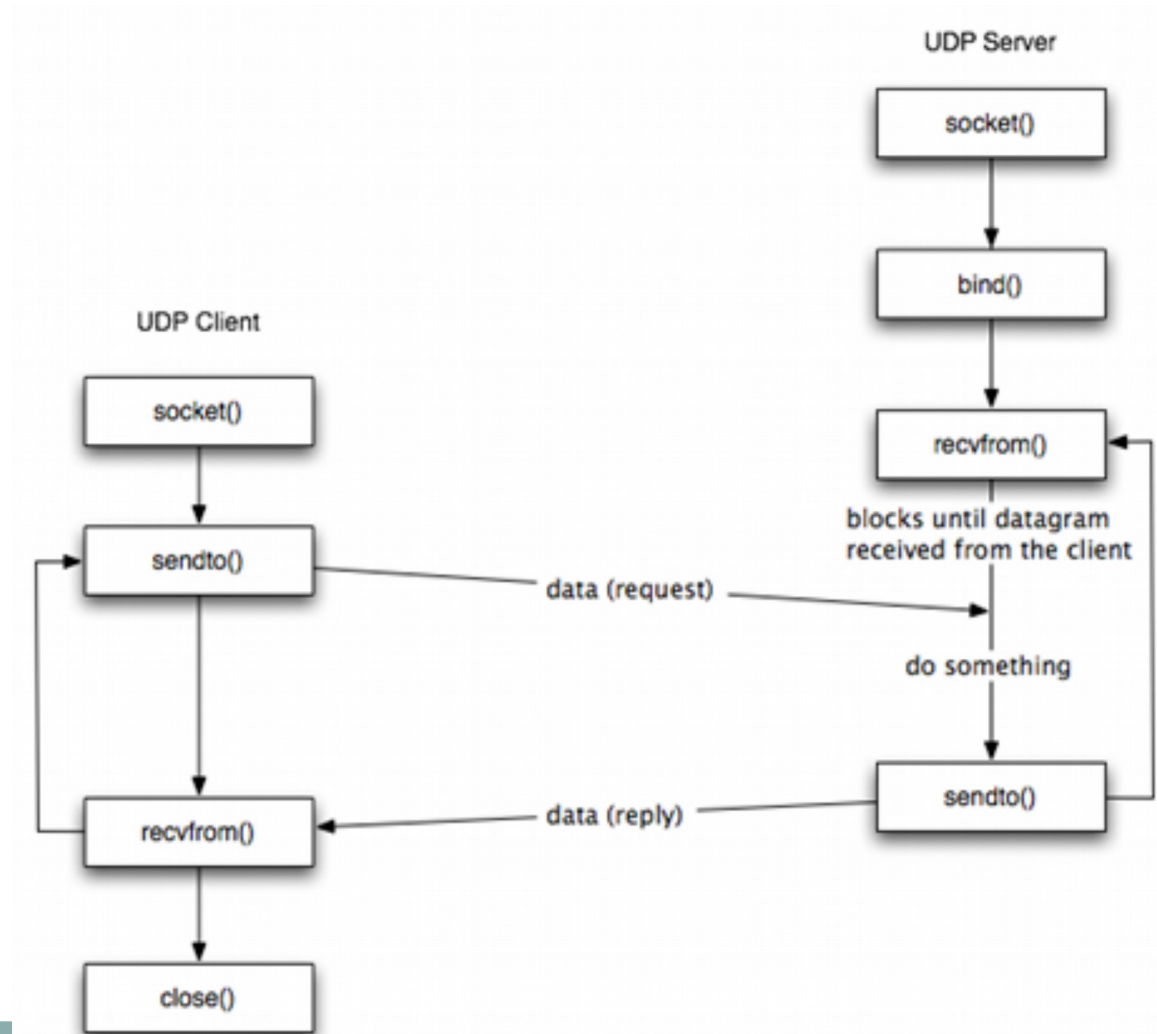 UDP Server
socket()
bind()
UDP Client
socket()
recvfrom()
blocks until datagram
received from the client
sendto()
data (request)
do something
sendto()
data (reply)
recvfrom()
close()